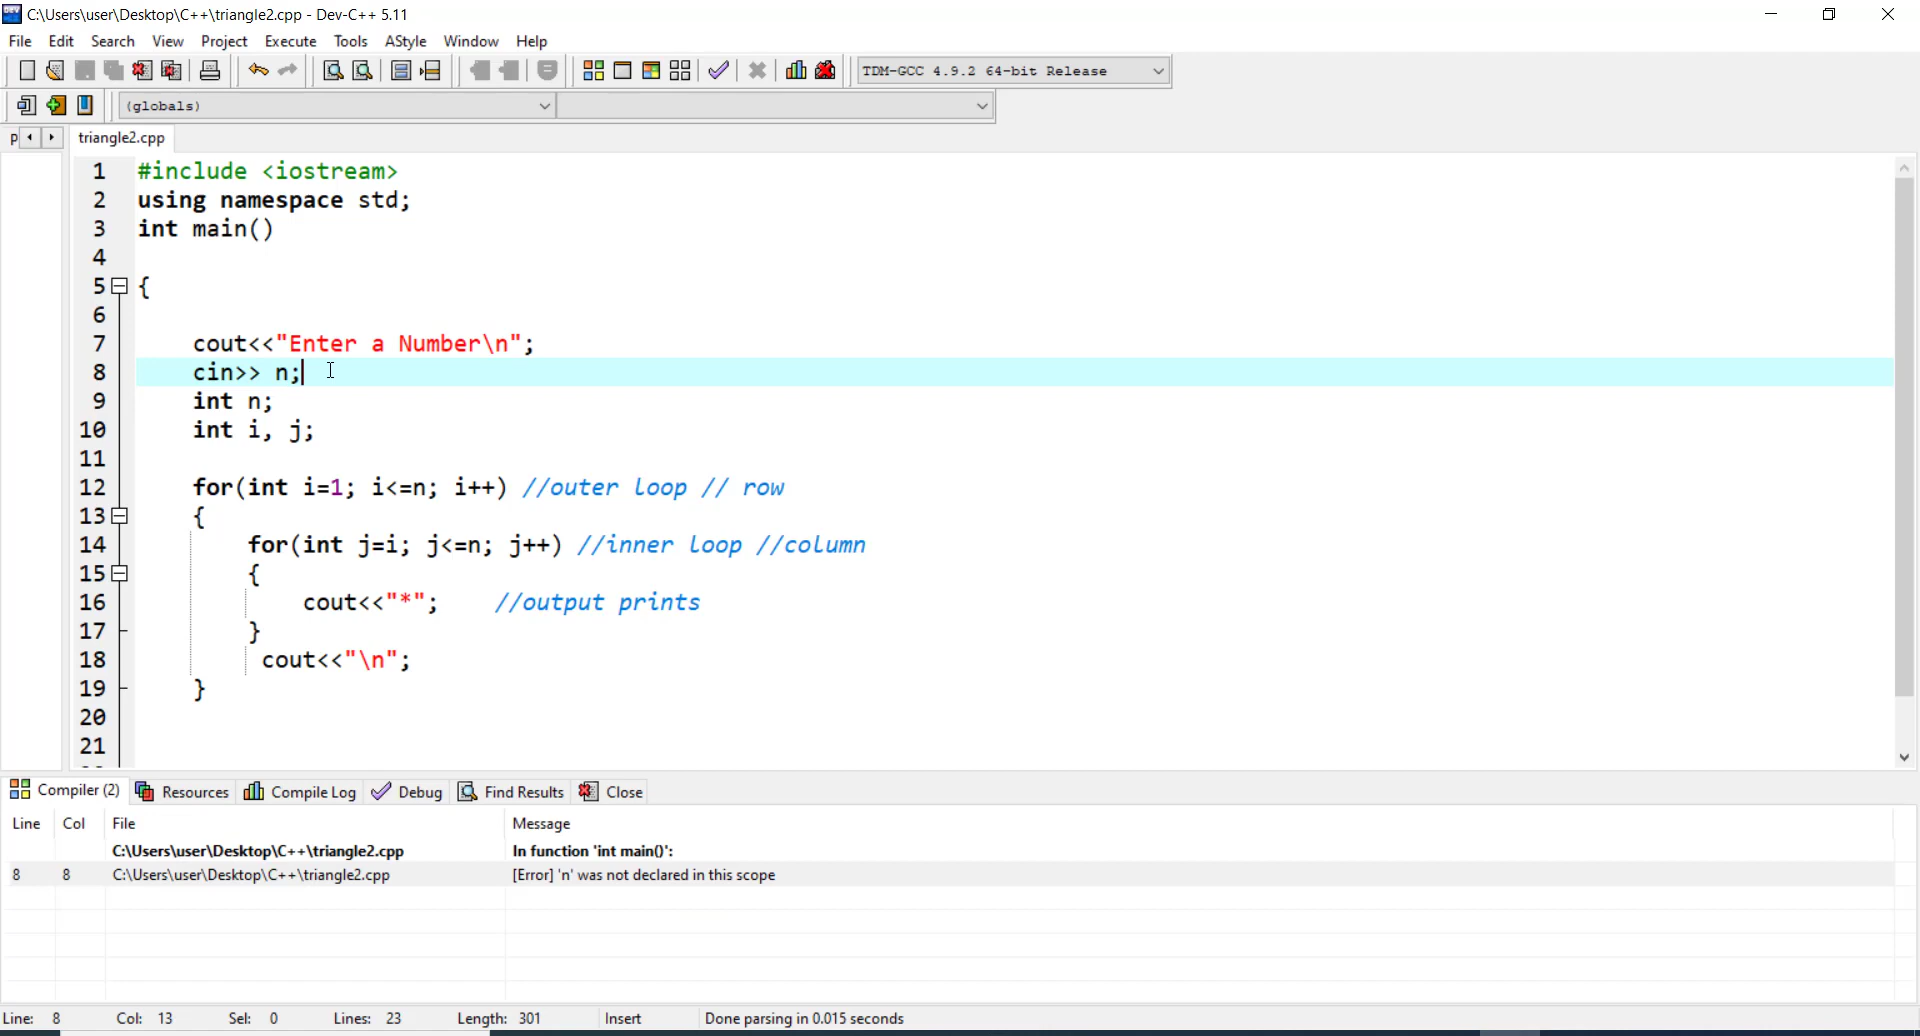 C:\Users\user\Desktop\C++\triangle2.cpp - Dev-C++ 5.11
File Edit Search View Project Execute Tools AStyle Window Help
TDM-GCC 4.9.2 64-bit Release
(globals)
P triangle2.cpp
1 #include <iostream>
2 using namespace std;
3 int main()
4
5 {
6
7 cout<<"Enter a Number\n";
8 cin>> n;
9 int n;
10 int i, j;
11
12 for(int i=1; i<=n; i++) //outer loop // row
13 {
14 for(int j=i; j<=n; j++) //inner loop //column
15 {
16 cout<<"*"; //output prints
17 }
18 cout<<"\n";
19 }
20
21
Compiler (2) Resources Compile Log Debug Find Results Close
Line Col File Message
C:\Users\user\Desktop\C++\triangle2.cpp In function 'int main()':
8 8 C:\Users\user\Desktop\C++\triangle2.cpp [Error] 'n' was not declared in this scope
Line: 8 Col: 13 Sel: 0 Lines: 23 Length: 301 Insert Done parsing in 0.015 seconds